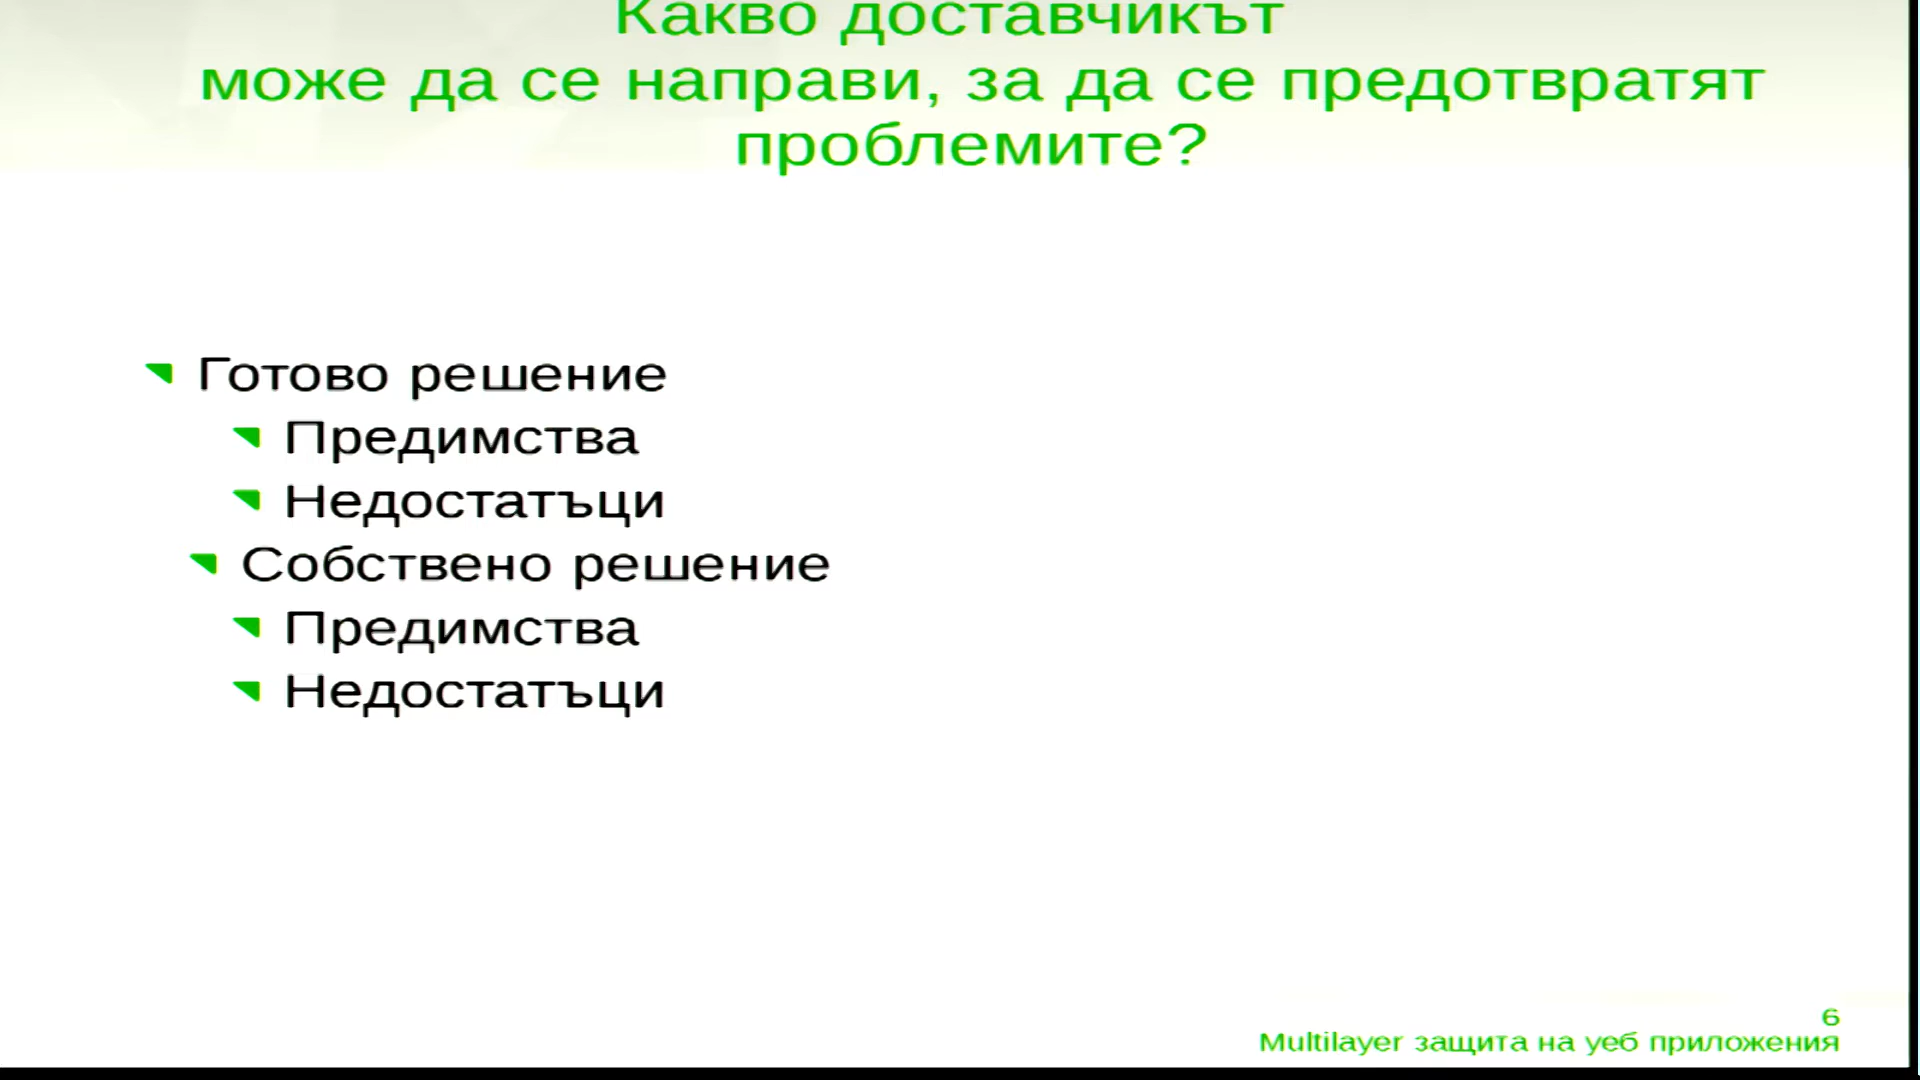 Какво доставчикът
може да се направи, за да се предотвратят
проблемите?
Готово решение
Предимства
Недостатъци
Собствено решение
Предимства
Недостатъци
6
Multilayer защита на уеб приложения